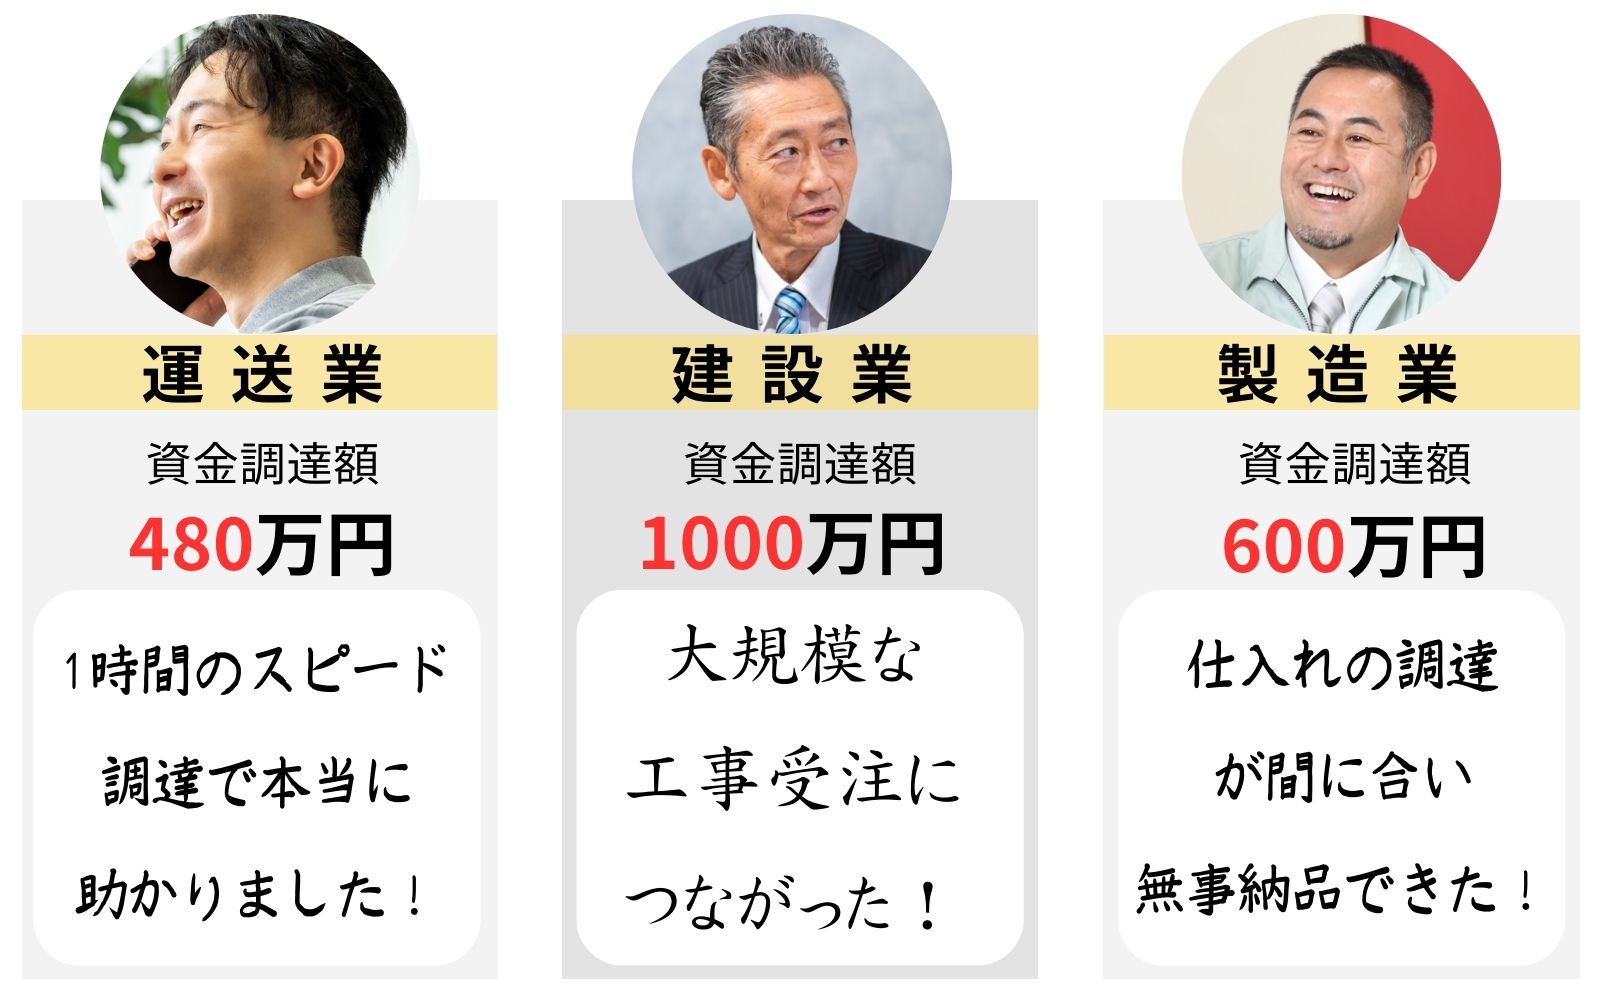 運送業
資金調達額
480万円
1時間のスピード
調達で本当に
助かりました！
建設業
資金調達額
1000万円
大規模な
工事受注に
つながった！
製造業
資金調達額
600万円
仕入れの調達
が間に合い
無事納品できた！